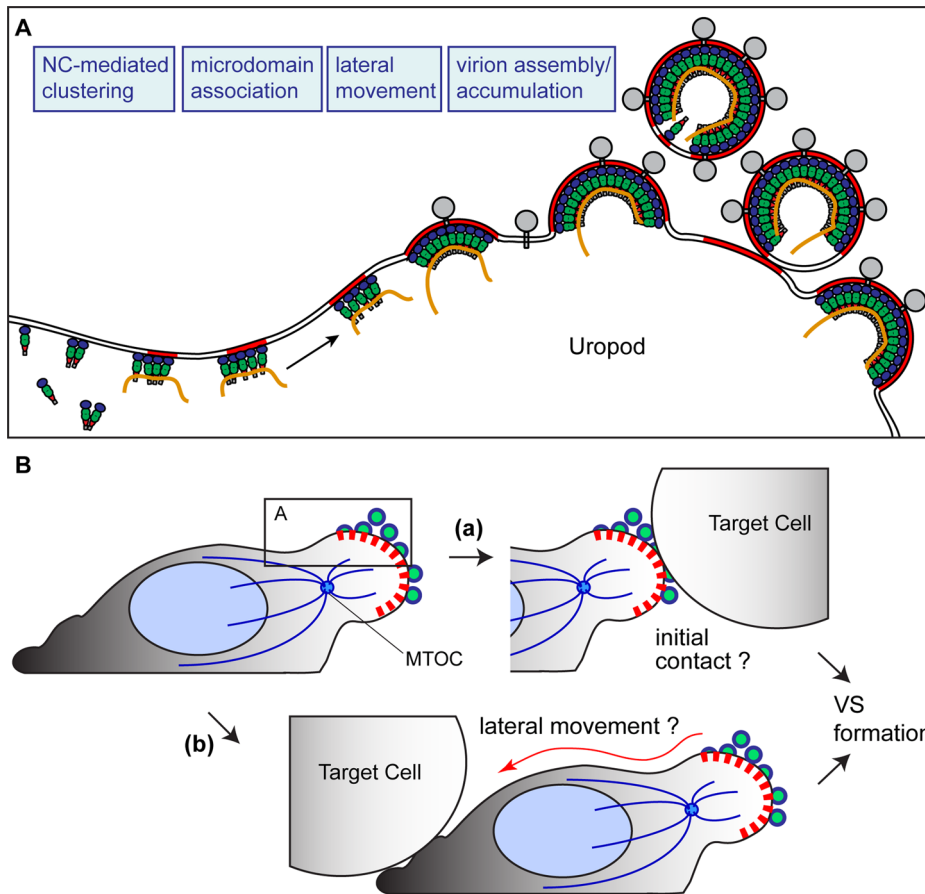 A
NC-mediated
clustering
microdomain
association
lateral
movement
virion assembly/
accumulation
Uropod
B
A
(a)
Target Cell
MTOC
initial
contact ?
VS
formation
(b)
lateral movement ?
Target Cell